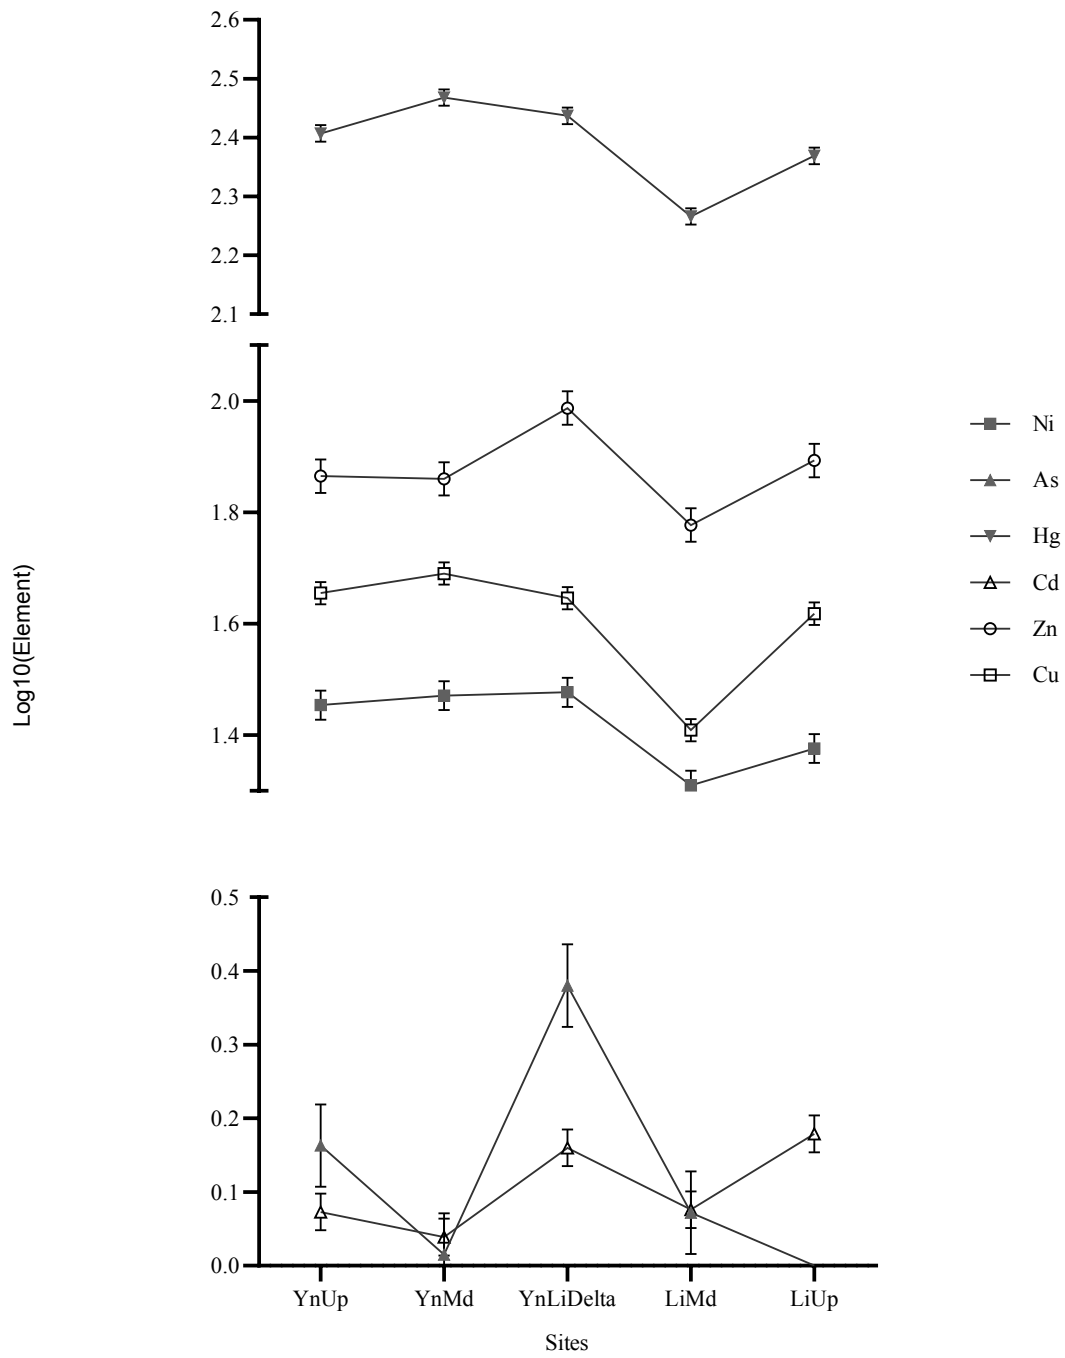 2.6
2.5
2.4
2.3
2.2
2.1
2.0
1.8
1.6
1.4
0.5
0.4
0.3
0.2
0.1
0.0
Log10(Element)
YnUp YnMd YnLiDelta LiMd LiUp
Sites
Ni
As
Hg
Cd
Zn
Cu